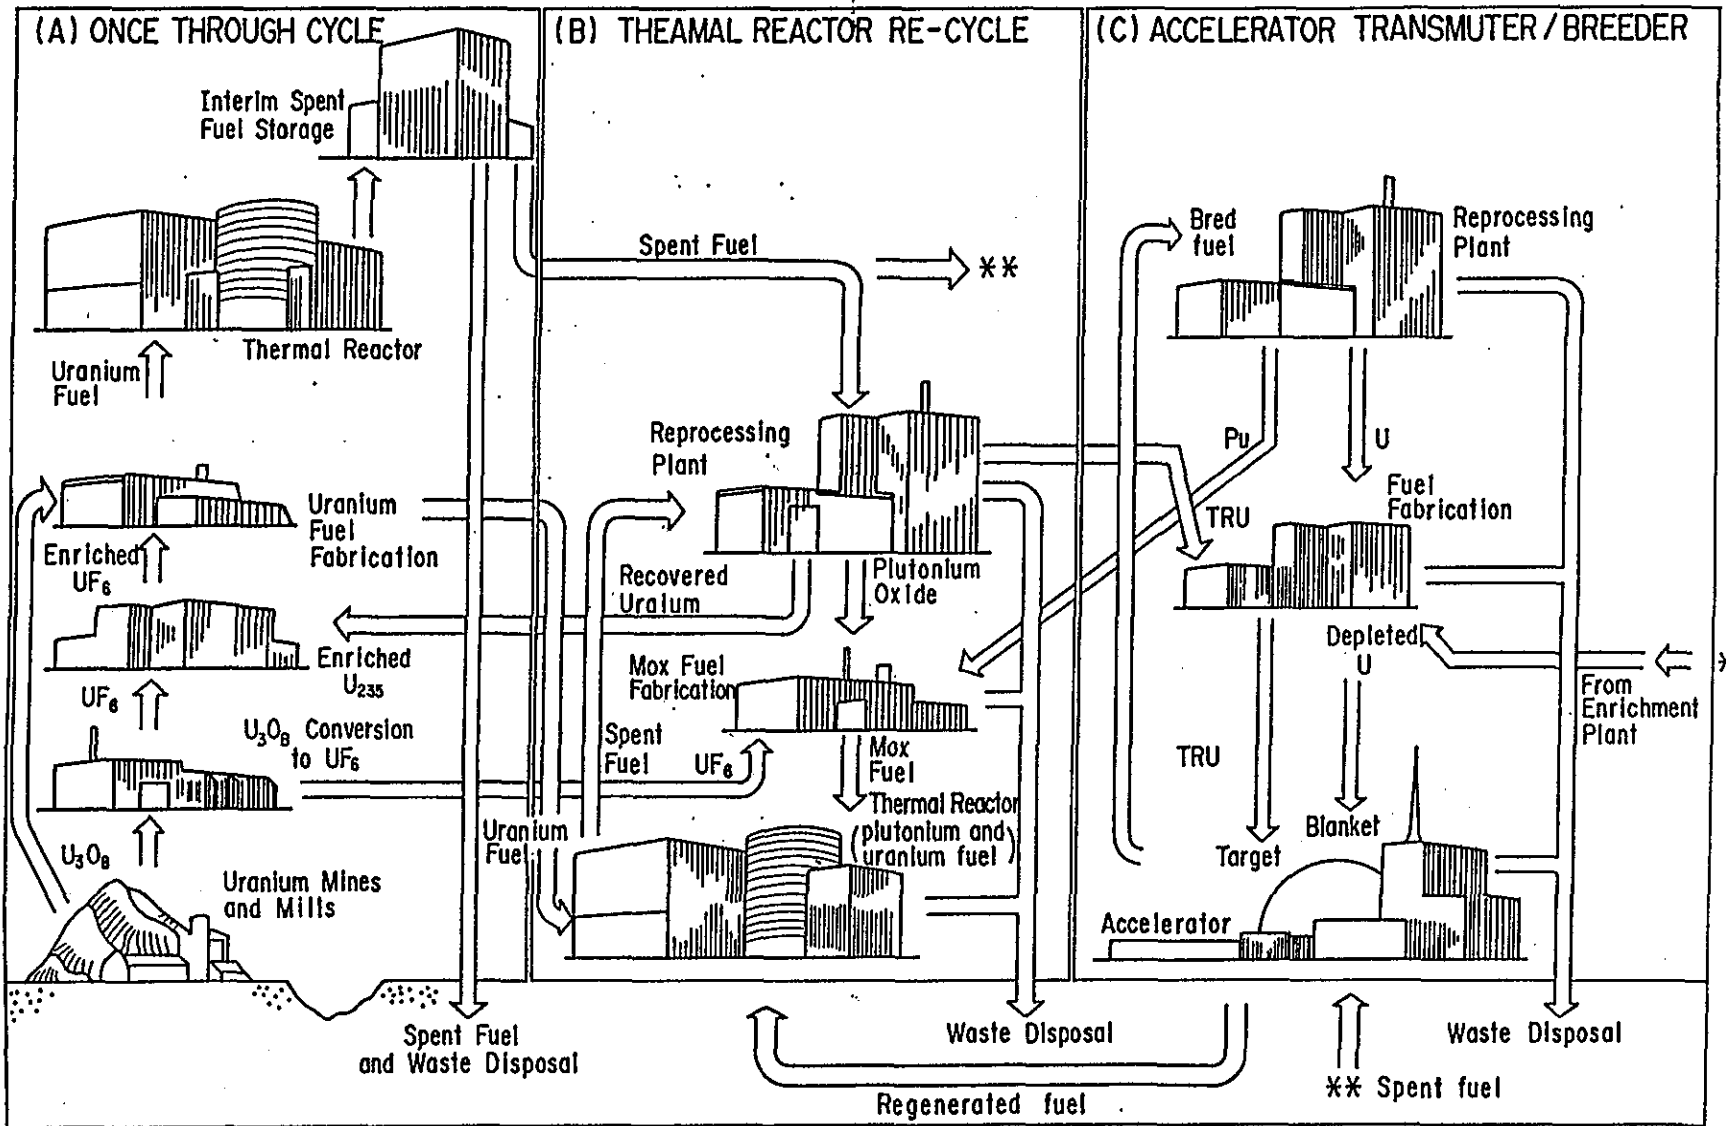 (A) ONCE THROUGH CYCLE
Interim Spent
Fuel Storage
Thermal Reactor
Uranium
Fuel
Uranium
Fuel
Fabrication
Enriched
UF6
Enriched
U235
UF6
U3O8 Conversion
to UF6
U3O8
Uranium Mines
and Mills
Spent Fuel
and Waste Disposal
(B) THEAMAL REACTOR RE-CYCLE
Spent Fuel
**
Reprocessing
Plant
Recovered
Uraium
Plutonium
Oxide
Mox Fuel
Fabrication
Spent
Fuel
UF6
Mox
Fuel
Uranium
Fuel
Thermal Reactor
(plutonium and
uranium fuel)
Waste Disposal
Regenerated fuel
(C) ACCELERATOR TRANSMUTER/BREEDER
Bred
fuel
Reprocessing
Plant
Pu
U
Fuel
Fabrication
TRU
Depleted
U
From
Enrichment
Plant
TRU
Blanket
Target
Accelerator
Waste Disposal
** Spent fuel